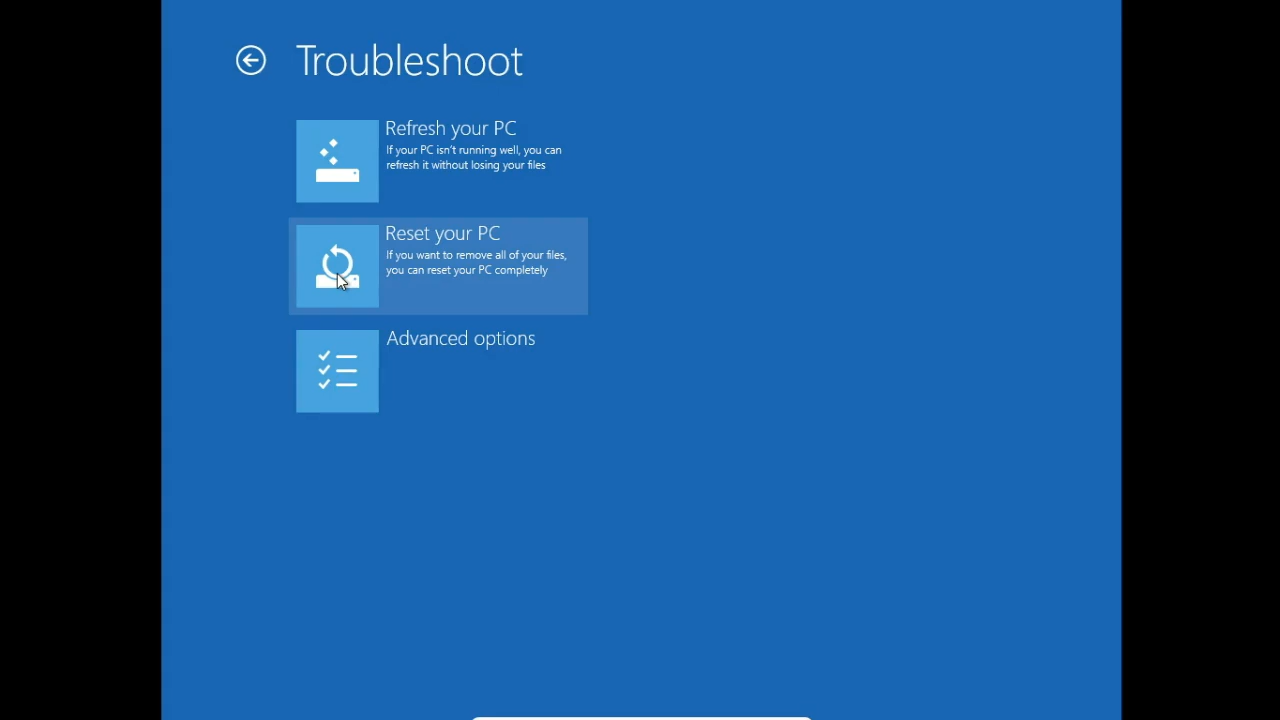 Troubleshoot
Refresh your PC
If your PC isn't running well, you can
refresh it without losing your files
Reset your PC
If you want to remove all of your files,
you can reset your PC completely
Advanced options